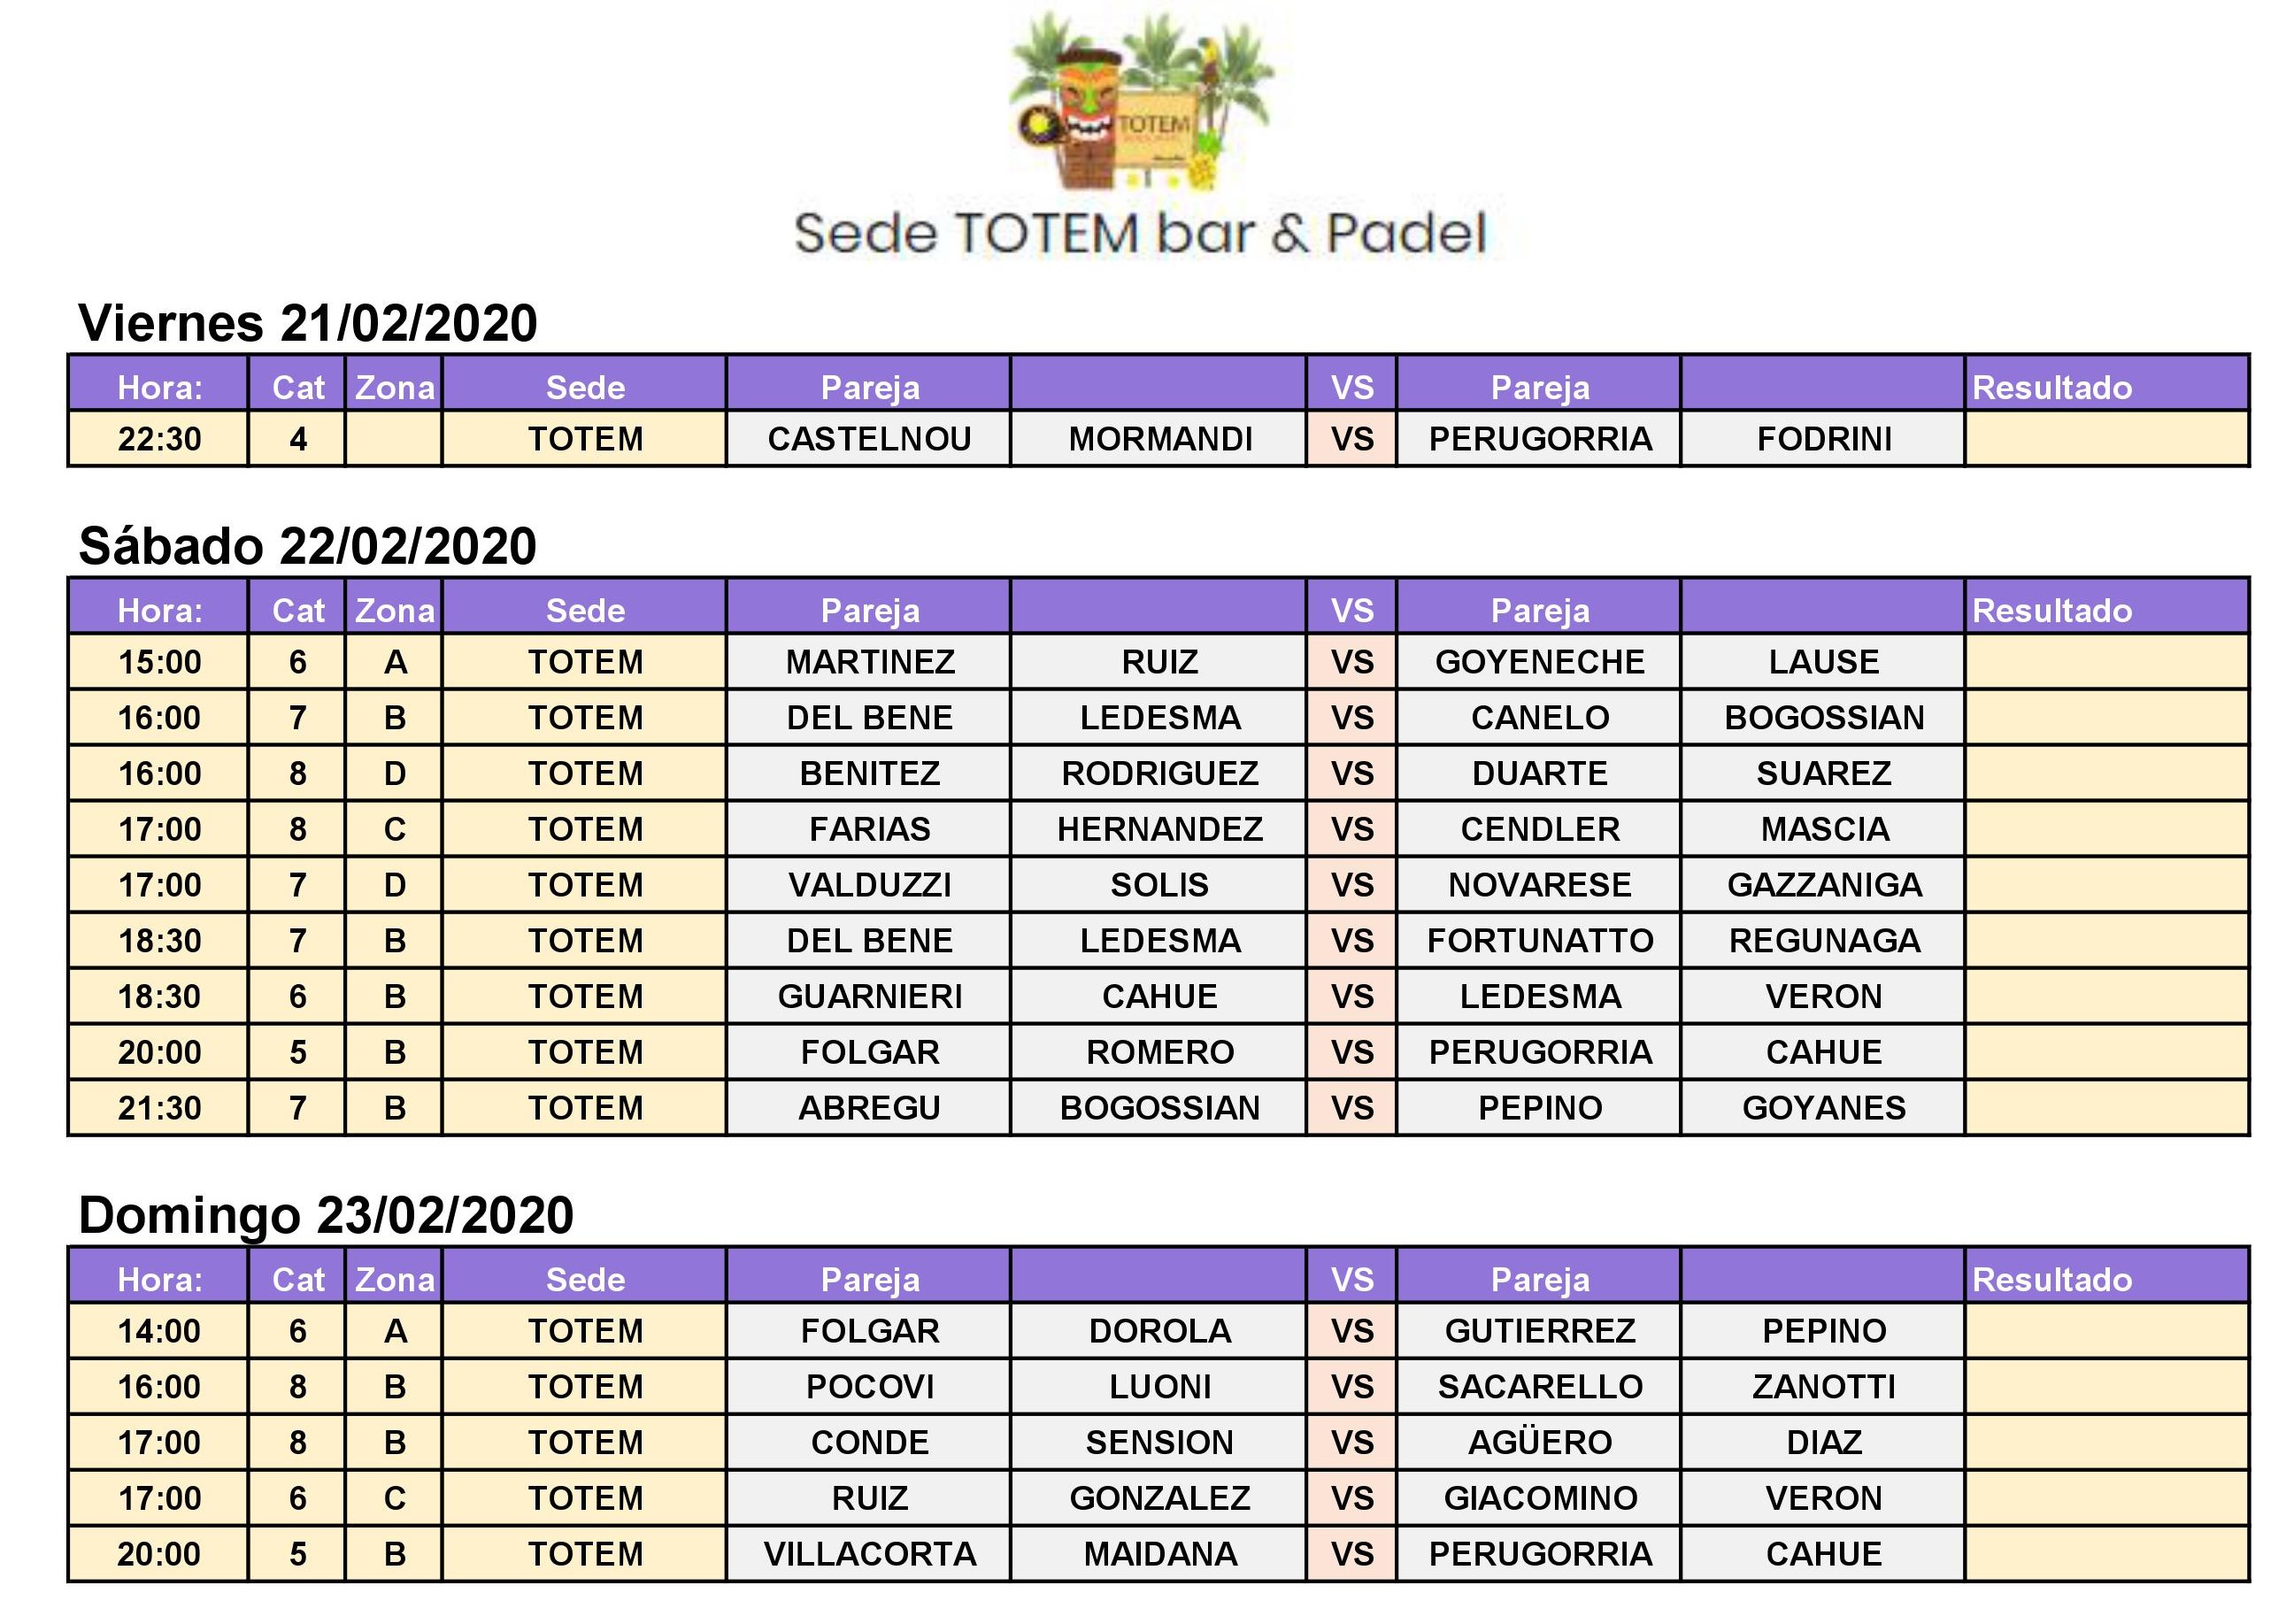 TOTEM
Sede TOTEM bar & Padel
Viernes 21/02/2020
Hora: Cat Zona Sede Pareja VS Pareja Resultado
22:30 4 TOTEM CASTELNOU MORMANDI VS PERUGORRIA FODRINI
Sábado 22/02/2020
Hora: Cat Zona Sede Pareja VS Pareja Resultado
15:00 6 A TOTEM MARTINEZ RUIZ VS GOYENECHE LAUSE
16:00 7 B TOTEM DEL BENE LEDESMA VS CANELO BOGOSSIAN
16:00 8 D TOTEM BENITEZ RODRIGUEZ VS DUARTE SUAREZ
17:00 8 C TOTEM FARIAS HERNANDEZ VS CENDLER MASCIA
17:00 7 D TOTEM VALDUZZI SOLIS VS NOVARESE GAZZANIGA
18:30 7 B TOTEM DEL BENE LEDESMA VS FORTUNATTO REGUNAGA
18:30 6 B TOTEM GUARNIERI CAHUE VS LEDESMA VERON
20:00 5 B TOTEM FOLGAR ROMERO VS PERUGORRIA CAHUE
21:30 7 B TOTEM ABREGU BOGOSSIAN VS PEPINO GOYANES
Domingo 23/02/2020
Hora: Cat Zona Sede Pareja VS Pareja Resultado
14:00 6 A TOTEM FOLGAR DOROLA VS GUTIERREZ PEPINO
16:00 8 B TOTEM POCOVI LUONI VS SACARELLO ZANOTTI
17:00 8 B TOTEM CONDE SENSION VS AGÜERO DIAZ
17:00 6 C TOTEM RUIZ GONZALEZ VS GIACOMINO VERON
20:00 5 B TOTEM VILLACORTA MAIDANA VS PERUGORRIA CAHUE